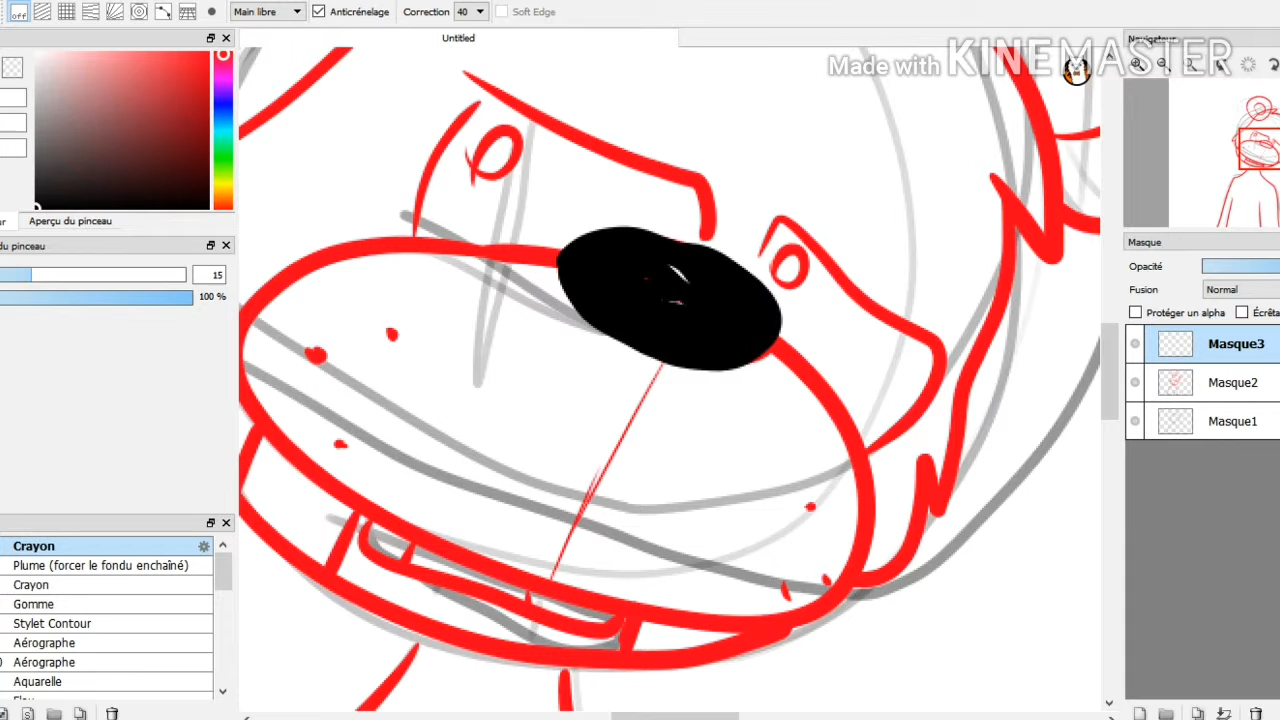 off
Main libre
Anticrénelage
Correction
40
Soft Edge
Untitled
Made with KINEMASTER
Aperçu du pinceau
du pinceau
15
100 %
Crayon
Plume (forcer le fondu enchaîné)
Crayon
Gomme
Stylet Contour
Aérographe
Aérographe
Aquarelle
Masque
Opacité
Fusion
Normal
Protéger un alpha
Masque3
Masque2
Masque1